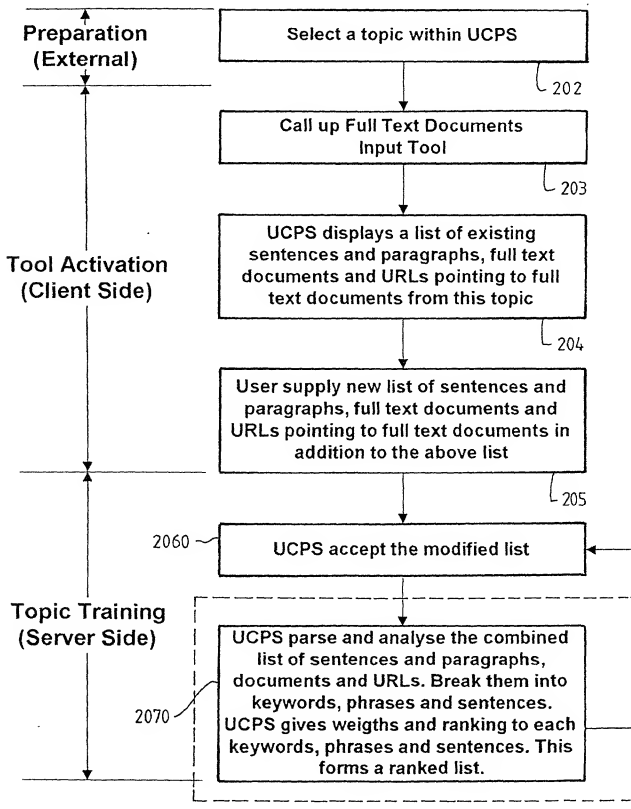 Preparation
(External)
Select a topic within UCPS
202
Call up Full Text Documents
Input Tool
203
Tool Activation
(Client Side)
UCPS displays a list of existing
sentences and paragraphs, full text
documents and URLs pointing to full
text documents from this topic
204
User supply new list of sentences and
paragraphs, full text documents and
URLs pointing to full text documents in
addition to the above list
205
2060
UCPS accept the modified list
Topic Training
(Server Side)
2070
UCPS parse and analyse the combined
list of sentences and paragraphs,
documents and URLs. Break them into
keywords, phrases and sentences.
UCPS gives weigths and ranking to each
keywords, phrases and sentences. This
forms a ranked list.